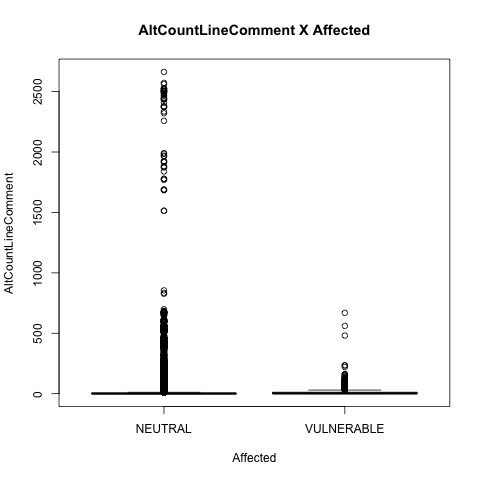 AltCountLineComment X Affected
AltCountLineComment
2500
2000
1500
1000
500
0
NEUTRAL
VULNERABLE
Affected